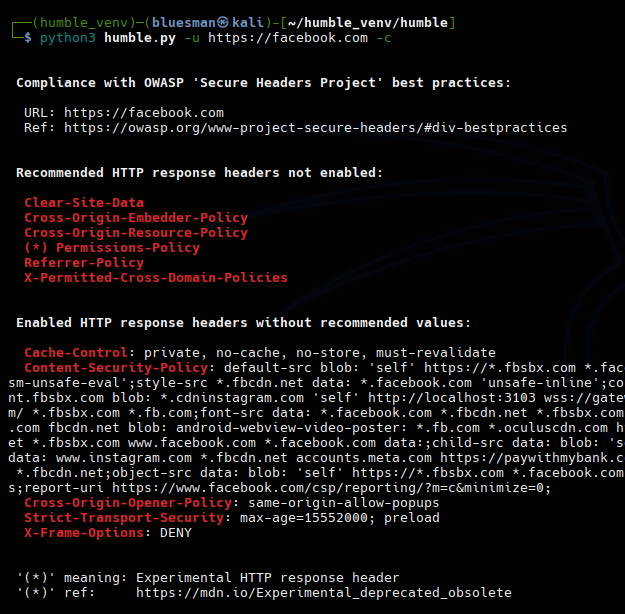 ┌──(humble_venv)─(bluesman㉿kali)-[~/humble_venv/humble]
└─$ python3 humble.py -u https://facebook.com -c
Compliance with OWASP 'Secure Headers Project' best practices:
URL: https://facebook.com
Ref: https://owasp.org/www-project-secure-headers/#div-bestpractices
Recommended HTTP response headers not enabled:
Clear-Site-Data
Cross-Origin-Embedder-Policy
Cross-Origin-Resource-Policy
(*) Permissions-Policy
Referrer-Policy
X-Permitted-Cross-Domain-Policies
Enabled HTTP response headers without recommended values:
Cache-Control: private, no-cache, no-store, must-revalidate
Content-Security-Policy: default-src blob: 'self' https://*.fbsbx.com *.fac
sm-unsafe-eval';style-src *.fbcdn.net data: *.facebook.com 'unsafe-inline';co
nt.fbsbx.com blob: *.cdninstagram.com 'self' http://localhost:3103 wss://gatew
m/ *.fbsbx.com *.fb.com;font-src data: *.facebook.com *.fbcdn.net *.fbsbx.com
.com fbcdn.net blob: android-webview-video-poster: *.fb.com *.oculuscdn.com h
et *.fbsbx.com www.facebook.com *.facebook.com data:;child-src data: blob: 's
data: www.instagram.com *.fbcdn.net accounts.meta.com https://paywithmybank.c
*.fbcdn.net;object-src data: blob: 'self' https://*.fbsbx.com *.facebook.com
s;report-uri https://www.facebook.com/csp/reporting/?m=c&minimize=0;
Cross-Origin-Opener-Policy: same-origin-allow-popups
Strict-Transport-Security: max-age=15552000; preload
X-Frame-Options: DENY
'(*)' meaning: Experimental HTTP response header
'(*)' ref: https://mdn.io/Experimental_deprecated_obsolete